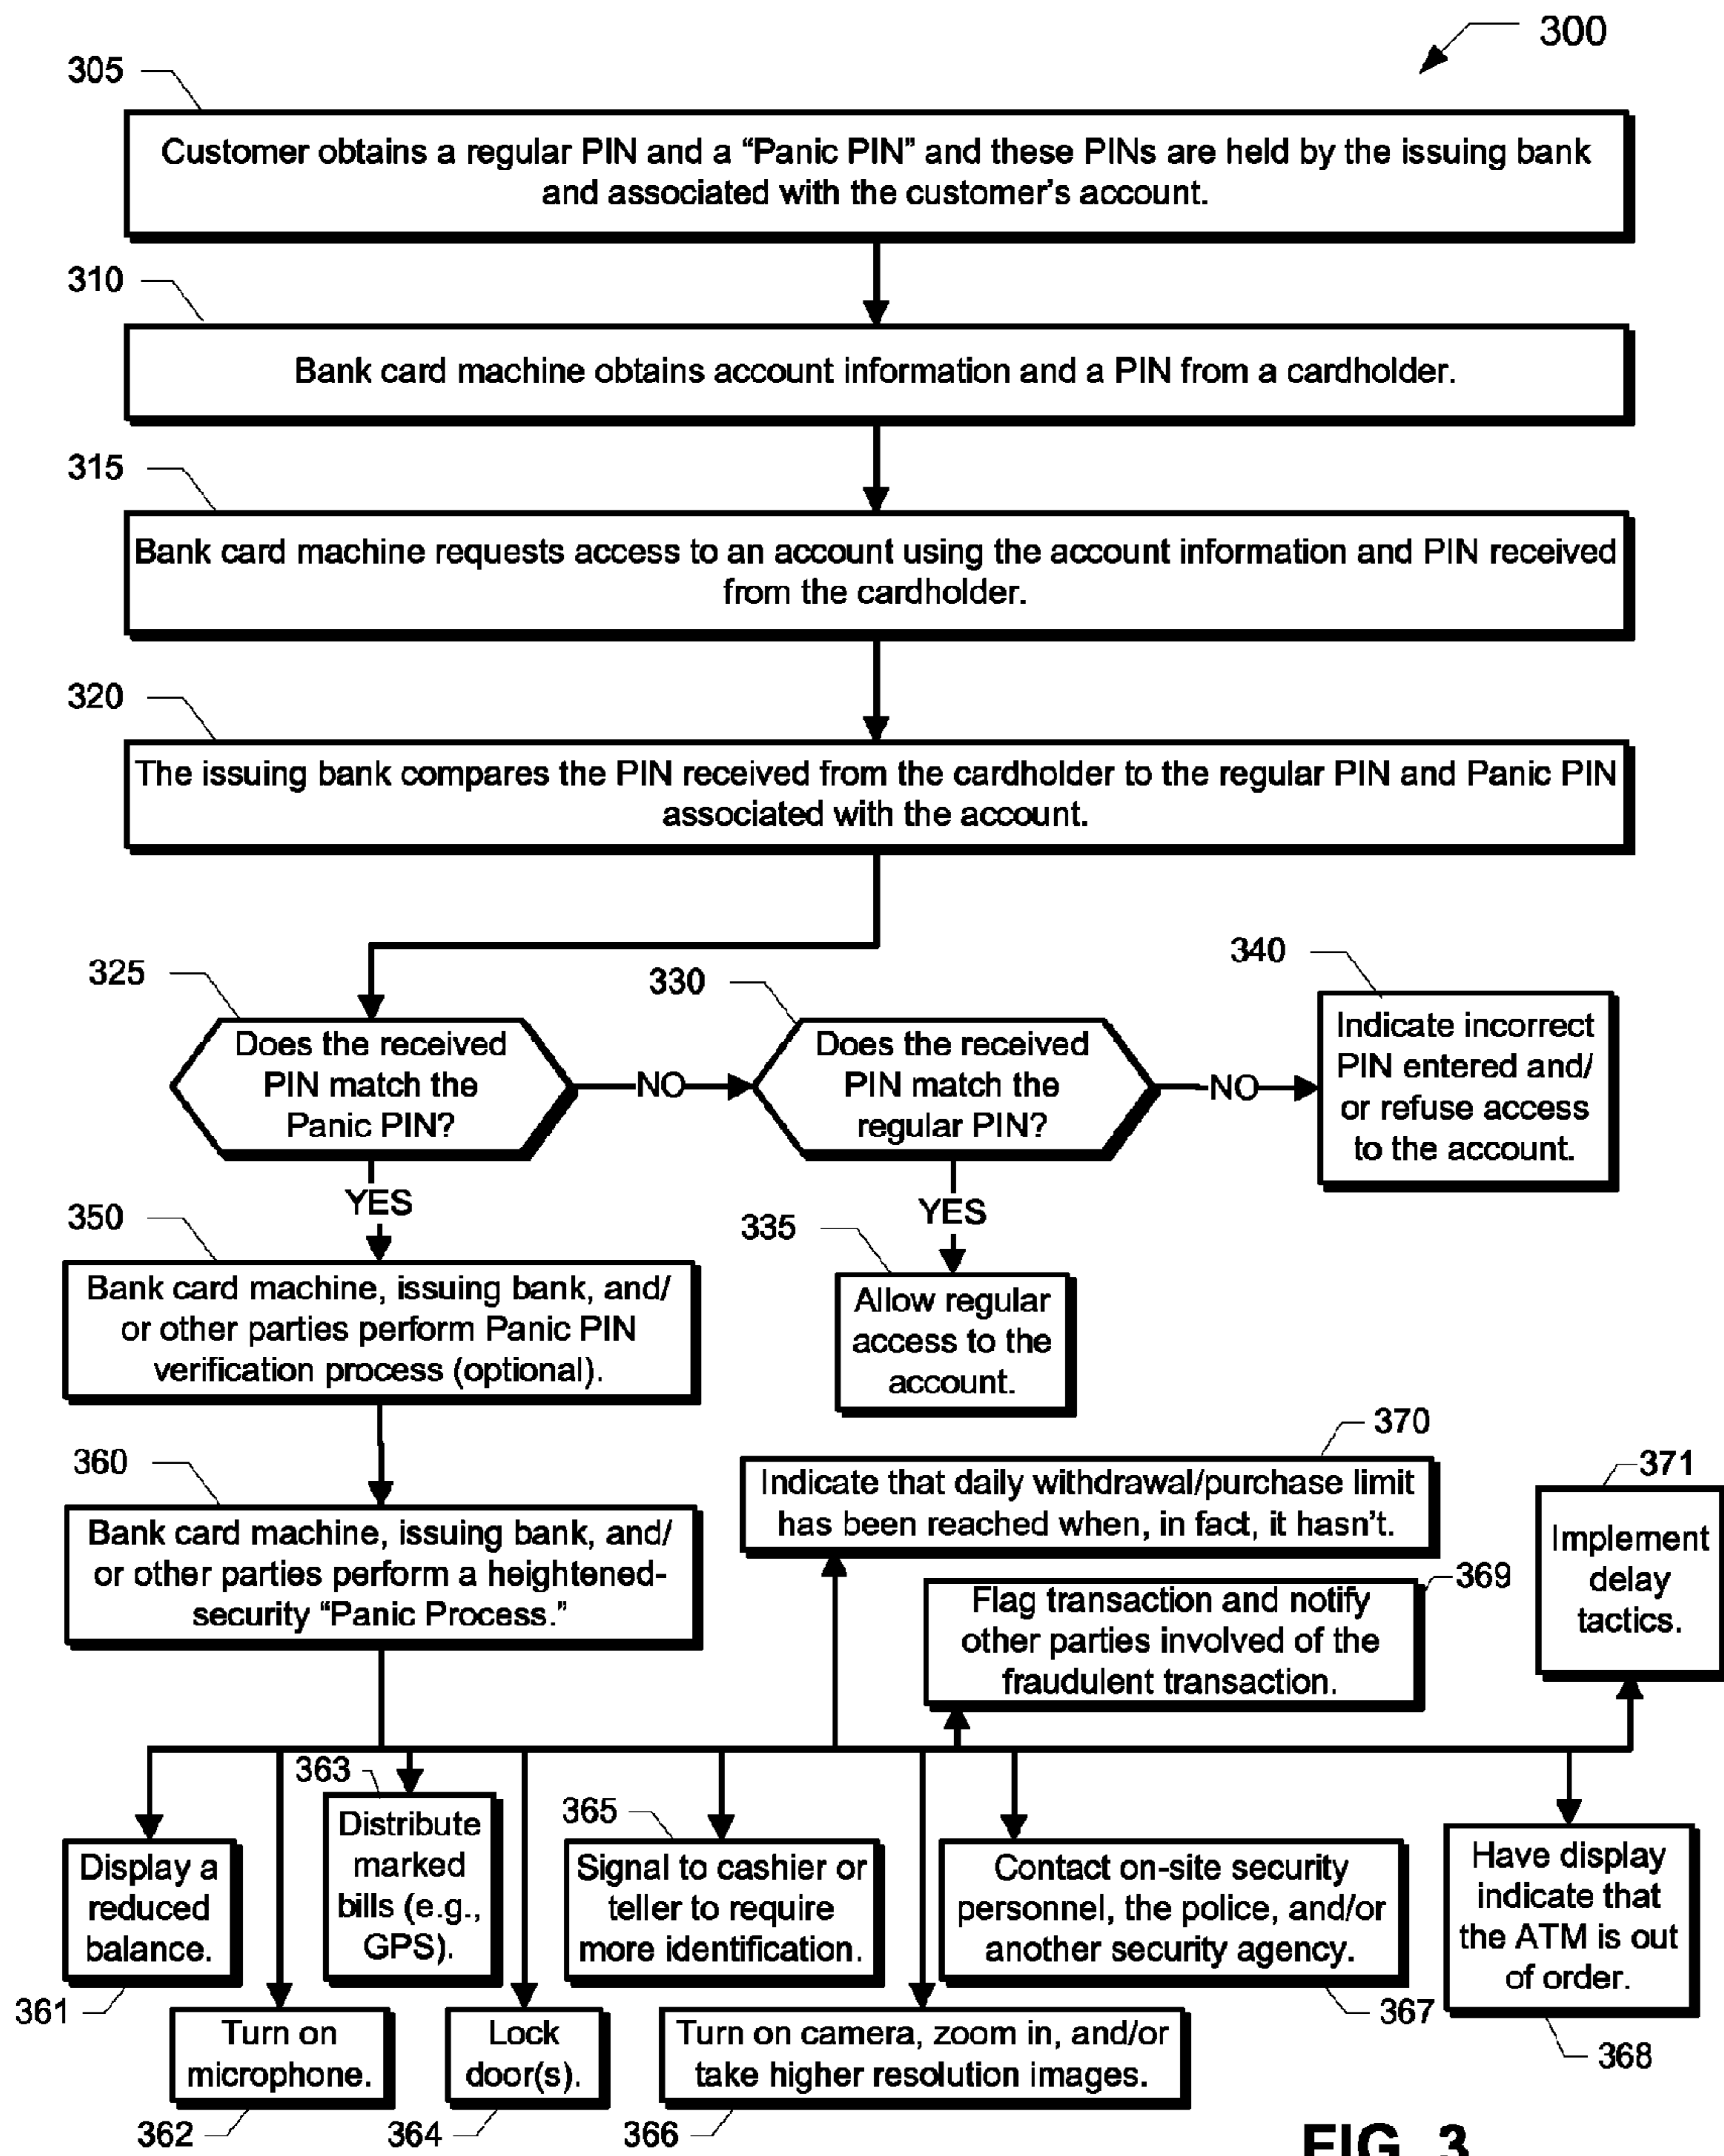 300
305
Customer obtains a regular PIN and a “Panic PIN” and these PINs are held by the issuing bank
and associated with the customer’s account.
310
Bank card machine obtains account information and a PIN from a cardholder.
315
Bank card machine requests access to an account using the account information and PIN received
from the cardholder.
320
The issuing bank compares the PIN received from the cardholder to the regular PIN and Panic PIN
associated with the account.
325
Does the received
PIN match the
Panic PIN?
NO
330
Does the received
PIN match the
regular PIN?
NO
340
Indicate incorrect
PIN entered and/
or refuse access
to the account.
YES
YES
350
Bank card machine, issuing bank, and/
or other parties perform Panic PIN
verification process (optional).
335
Allow regular
access to the
account.
360
Bank card machine, issuing bank, and/
or other parties perform a heightened-
security “Panic Process.”
370
Indicate that daily withdrawal/purchase limit
has been reached when, in fact, it hasn’t.
369
Flag transaction and notify
other parties involved of the
fraudulent transaction.
371
Implement
delay
tactics.
Display a
reduced
balance.
361
Turn on
microphone.
362
363
Distribute
marked
bills (e.g.,
GPS).
Lock
door(s).
364
365
Signal to cashier or
teller to require
more identification.
Turn on camera, zoom in, and/or
take higher resolution images.
366
Contact on-site security
personnel, the police, and/or
another security agency.
367
Have display
indicate that
the ATM is out
of order.
368
FIG. 3